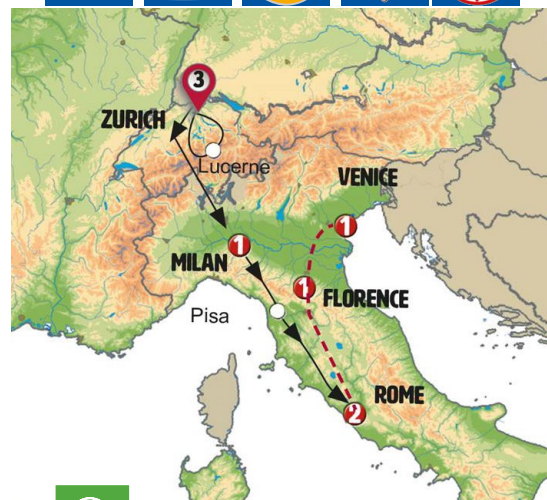 3
ZURICH
Lucerne
VENICE
1
1
MILAN
1
FLORENCE
Pisa
ROME
2